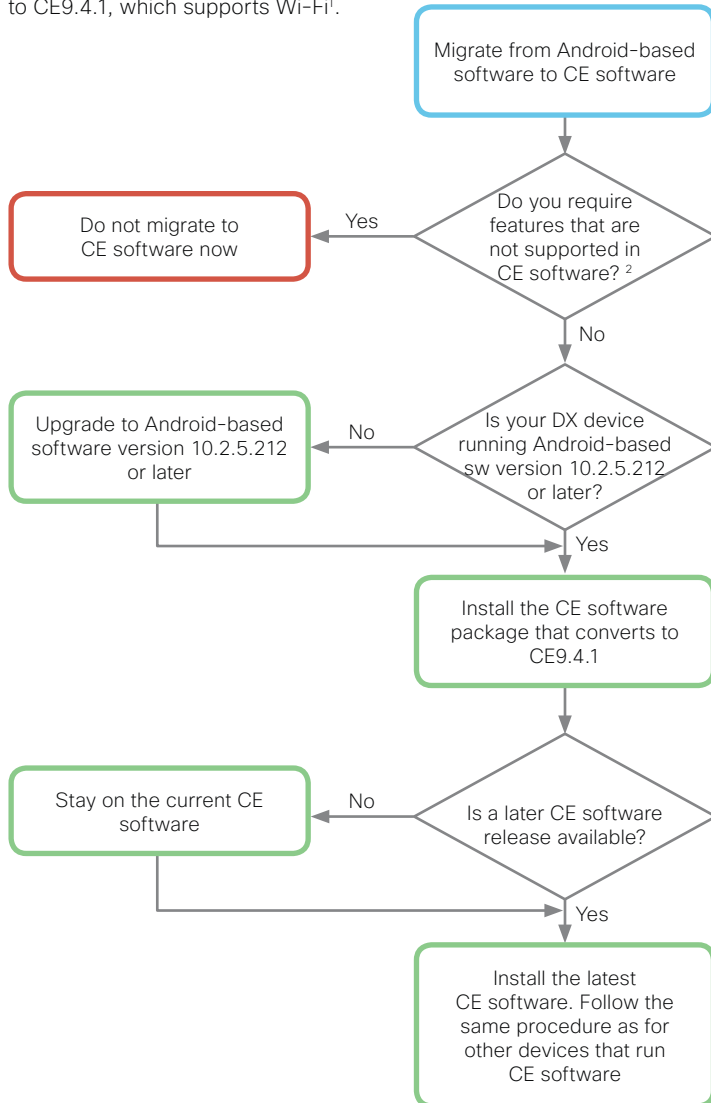 to CE9.4.1, which supports Wi-Fi¹.
Migrate from Android-based
software to CE software
Do you require
features that are
not supported in
CE software? ²
Yes
Do not migrate to
CE software now
No
Is your DX device
running Android-based
sw version 10.2.5.212
or later?
No
Upgrade to Android-based
software version 10.2.5.212
or later
Yes
Install the CE software
package that converts to
CE9.4.1
Is a later CE software
release available?
No
Stay on the current CE
software
Yes
Install the latest
CE software. Follow the
same procedure as for
other devices that run
CE software